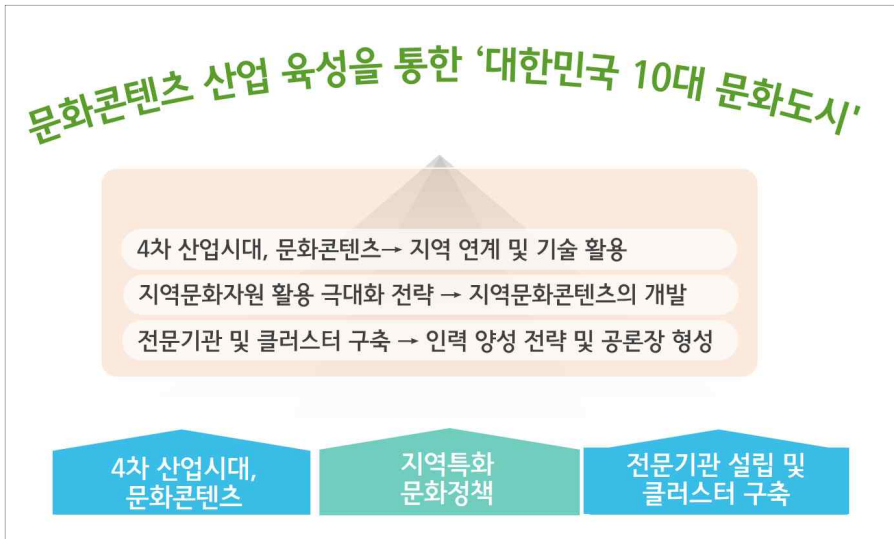 문화콘텐츠 산업 육성을 통한 '대한민국 10대 문화도시'
4차 산업시대, 문화콘텐츠→ 지역 연계 및 기술 활용
지역문화자원 활용 극대화 전략 → 지역문화콘텐츠의 개발
전문기관 및 클러스터 구축 → 인력 양성 전략 및 공론장 형성
4차 산업시대,
문화콘텐츠
지역특화
문화정책
전문기관 설립 및
클러스터 구축